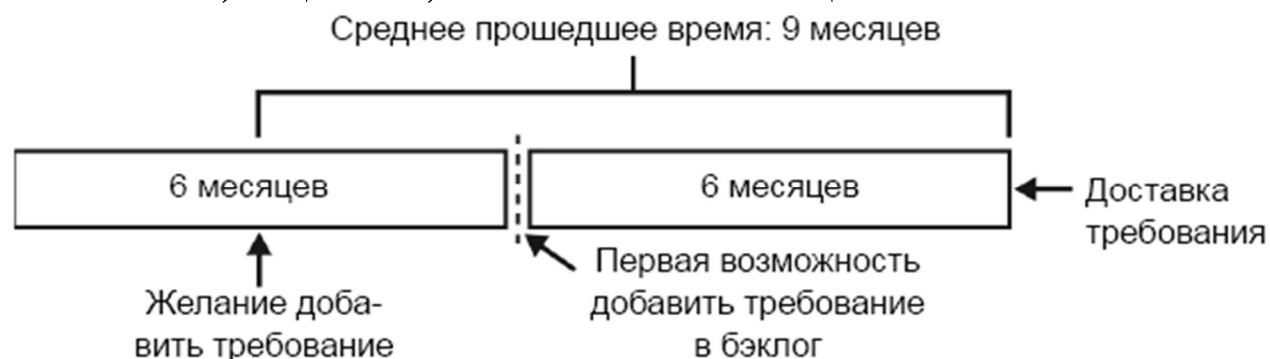 Среднее прошедшее время: 9 месяцев
6 месяцев
6 месяцев
Доставка
требования
Желание доба-
вить требование
Первая возможность
добавить требование
в бэклог